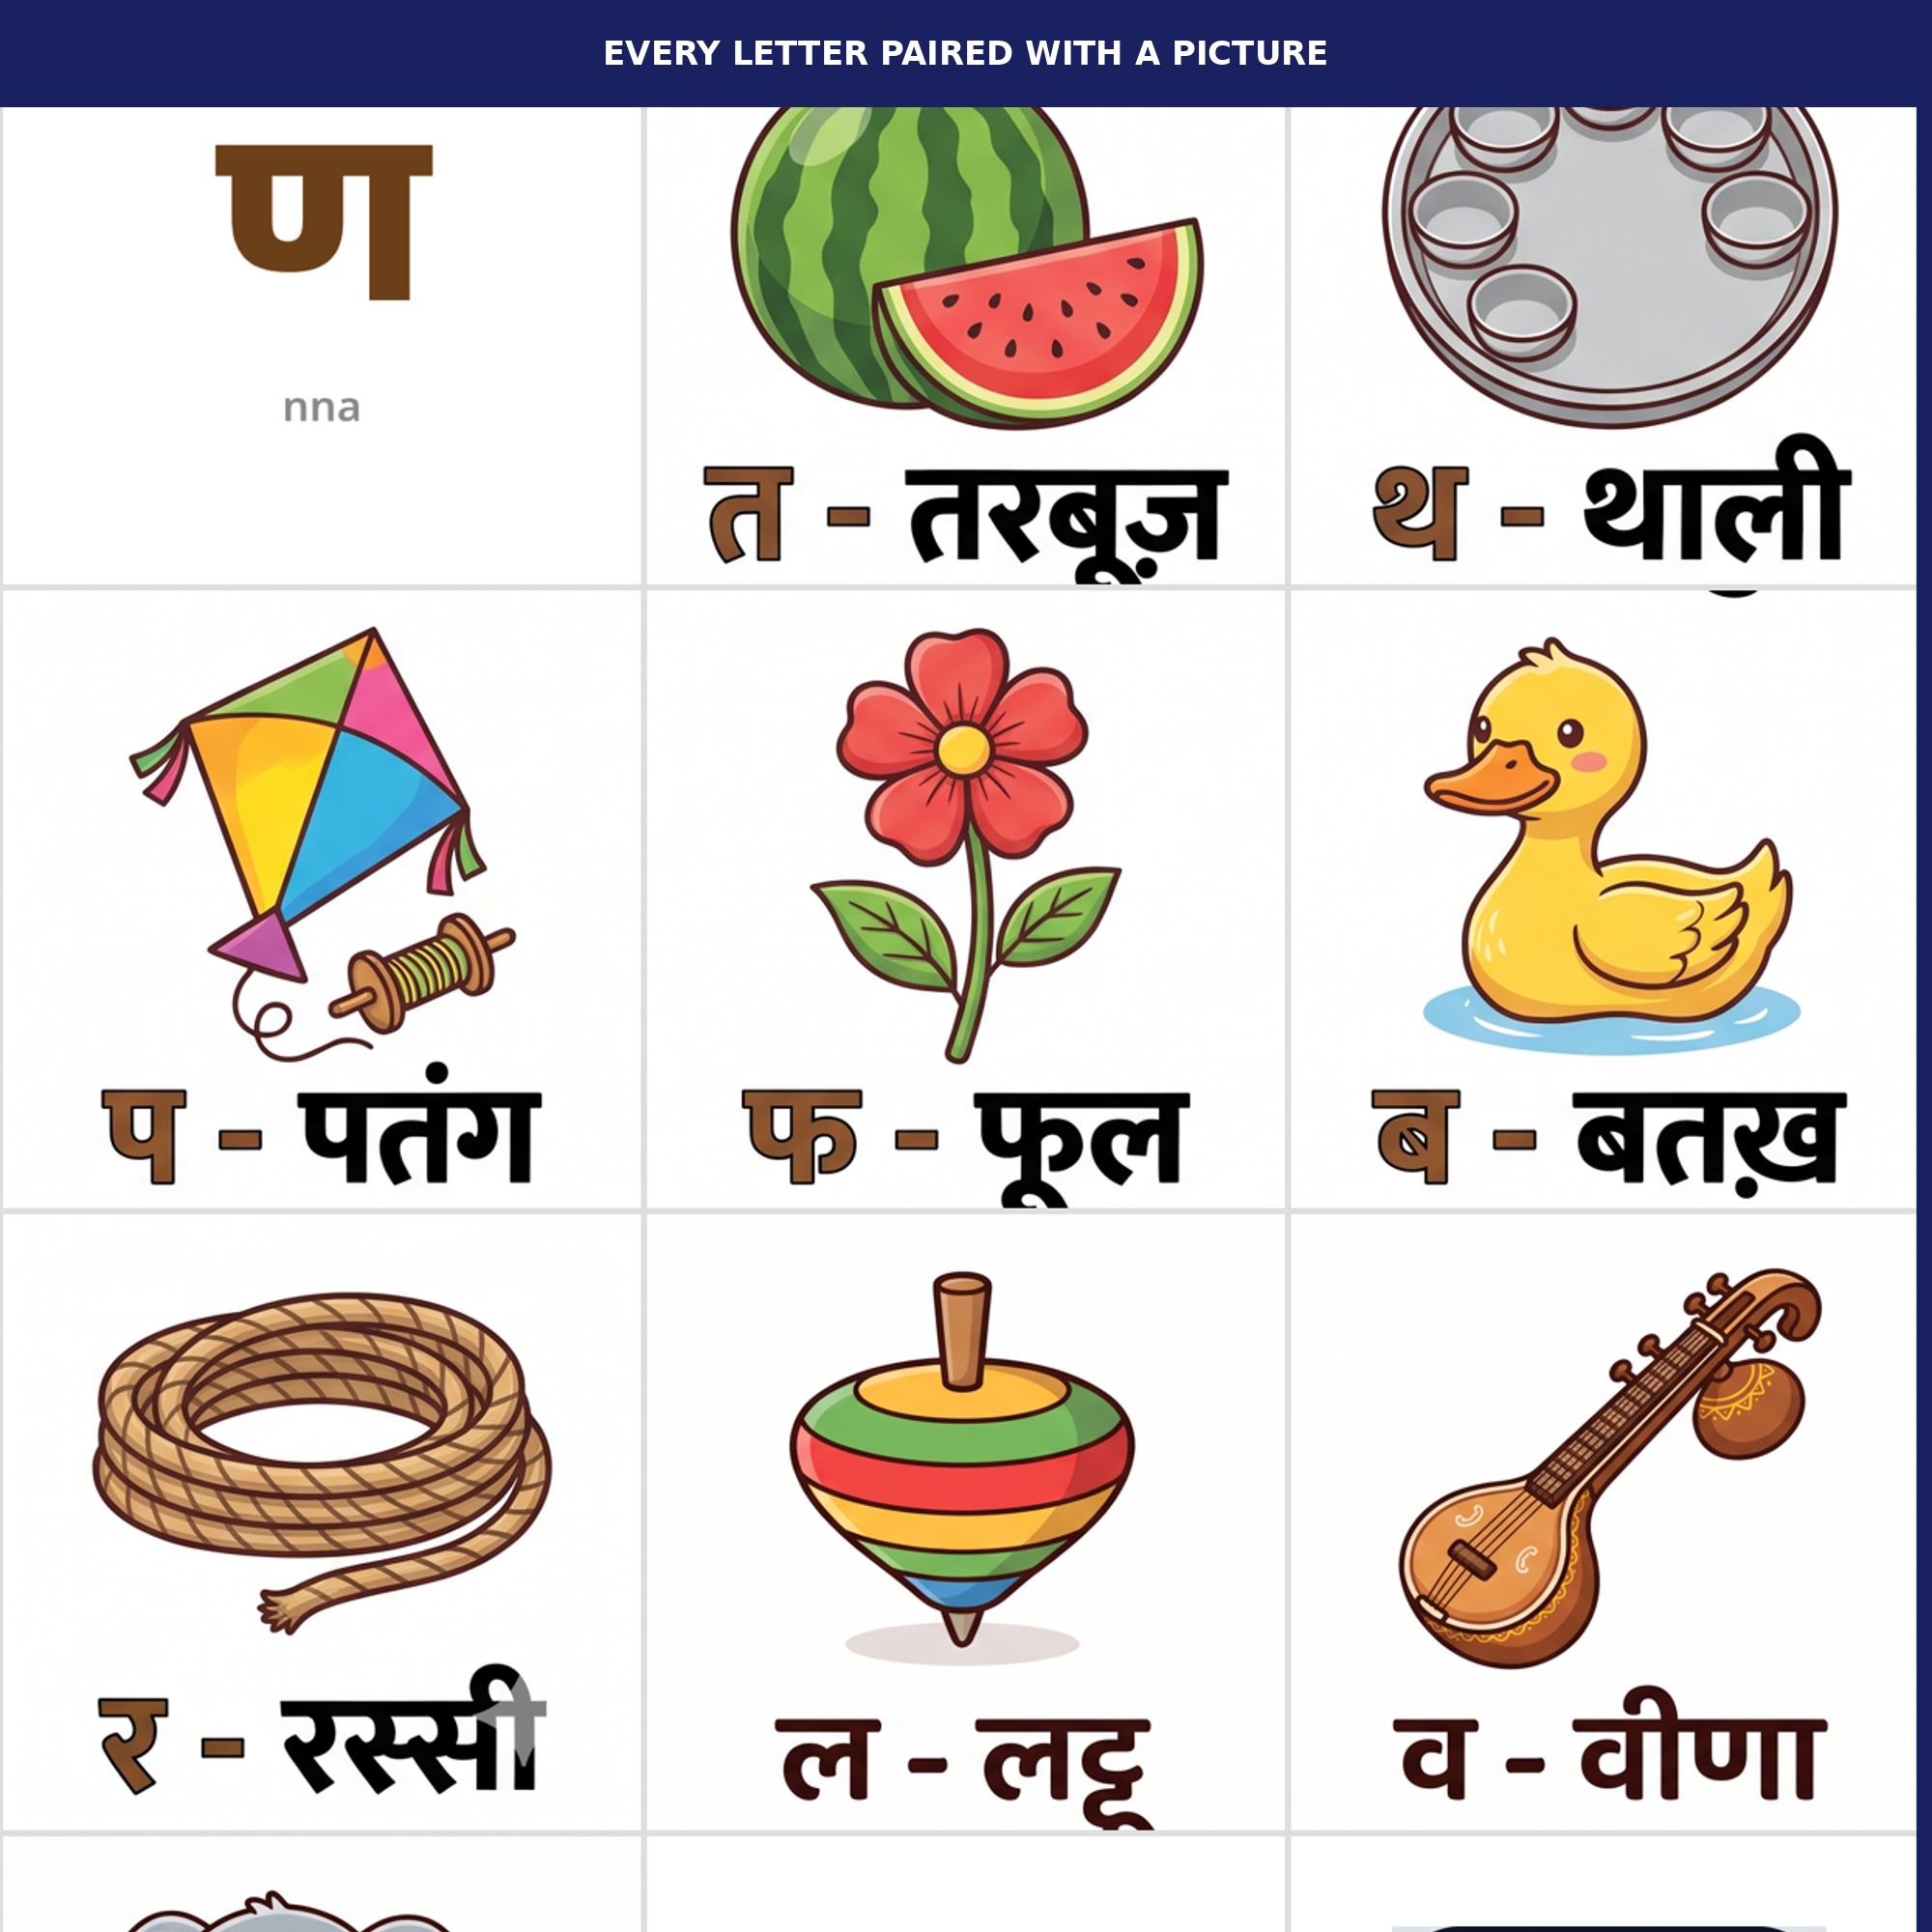 EVERY LETTER PAIRED WITH A PICTURE
ण
nna
त - तरबूज़
थ - थाली
प - पतंग
फ - फूल
ब - बतख़
र - रस्सी
ल - लट्टू
व - वीणा